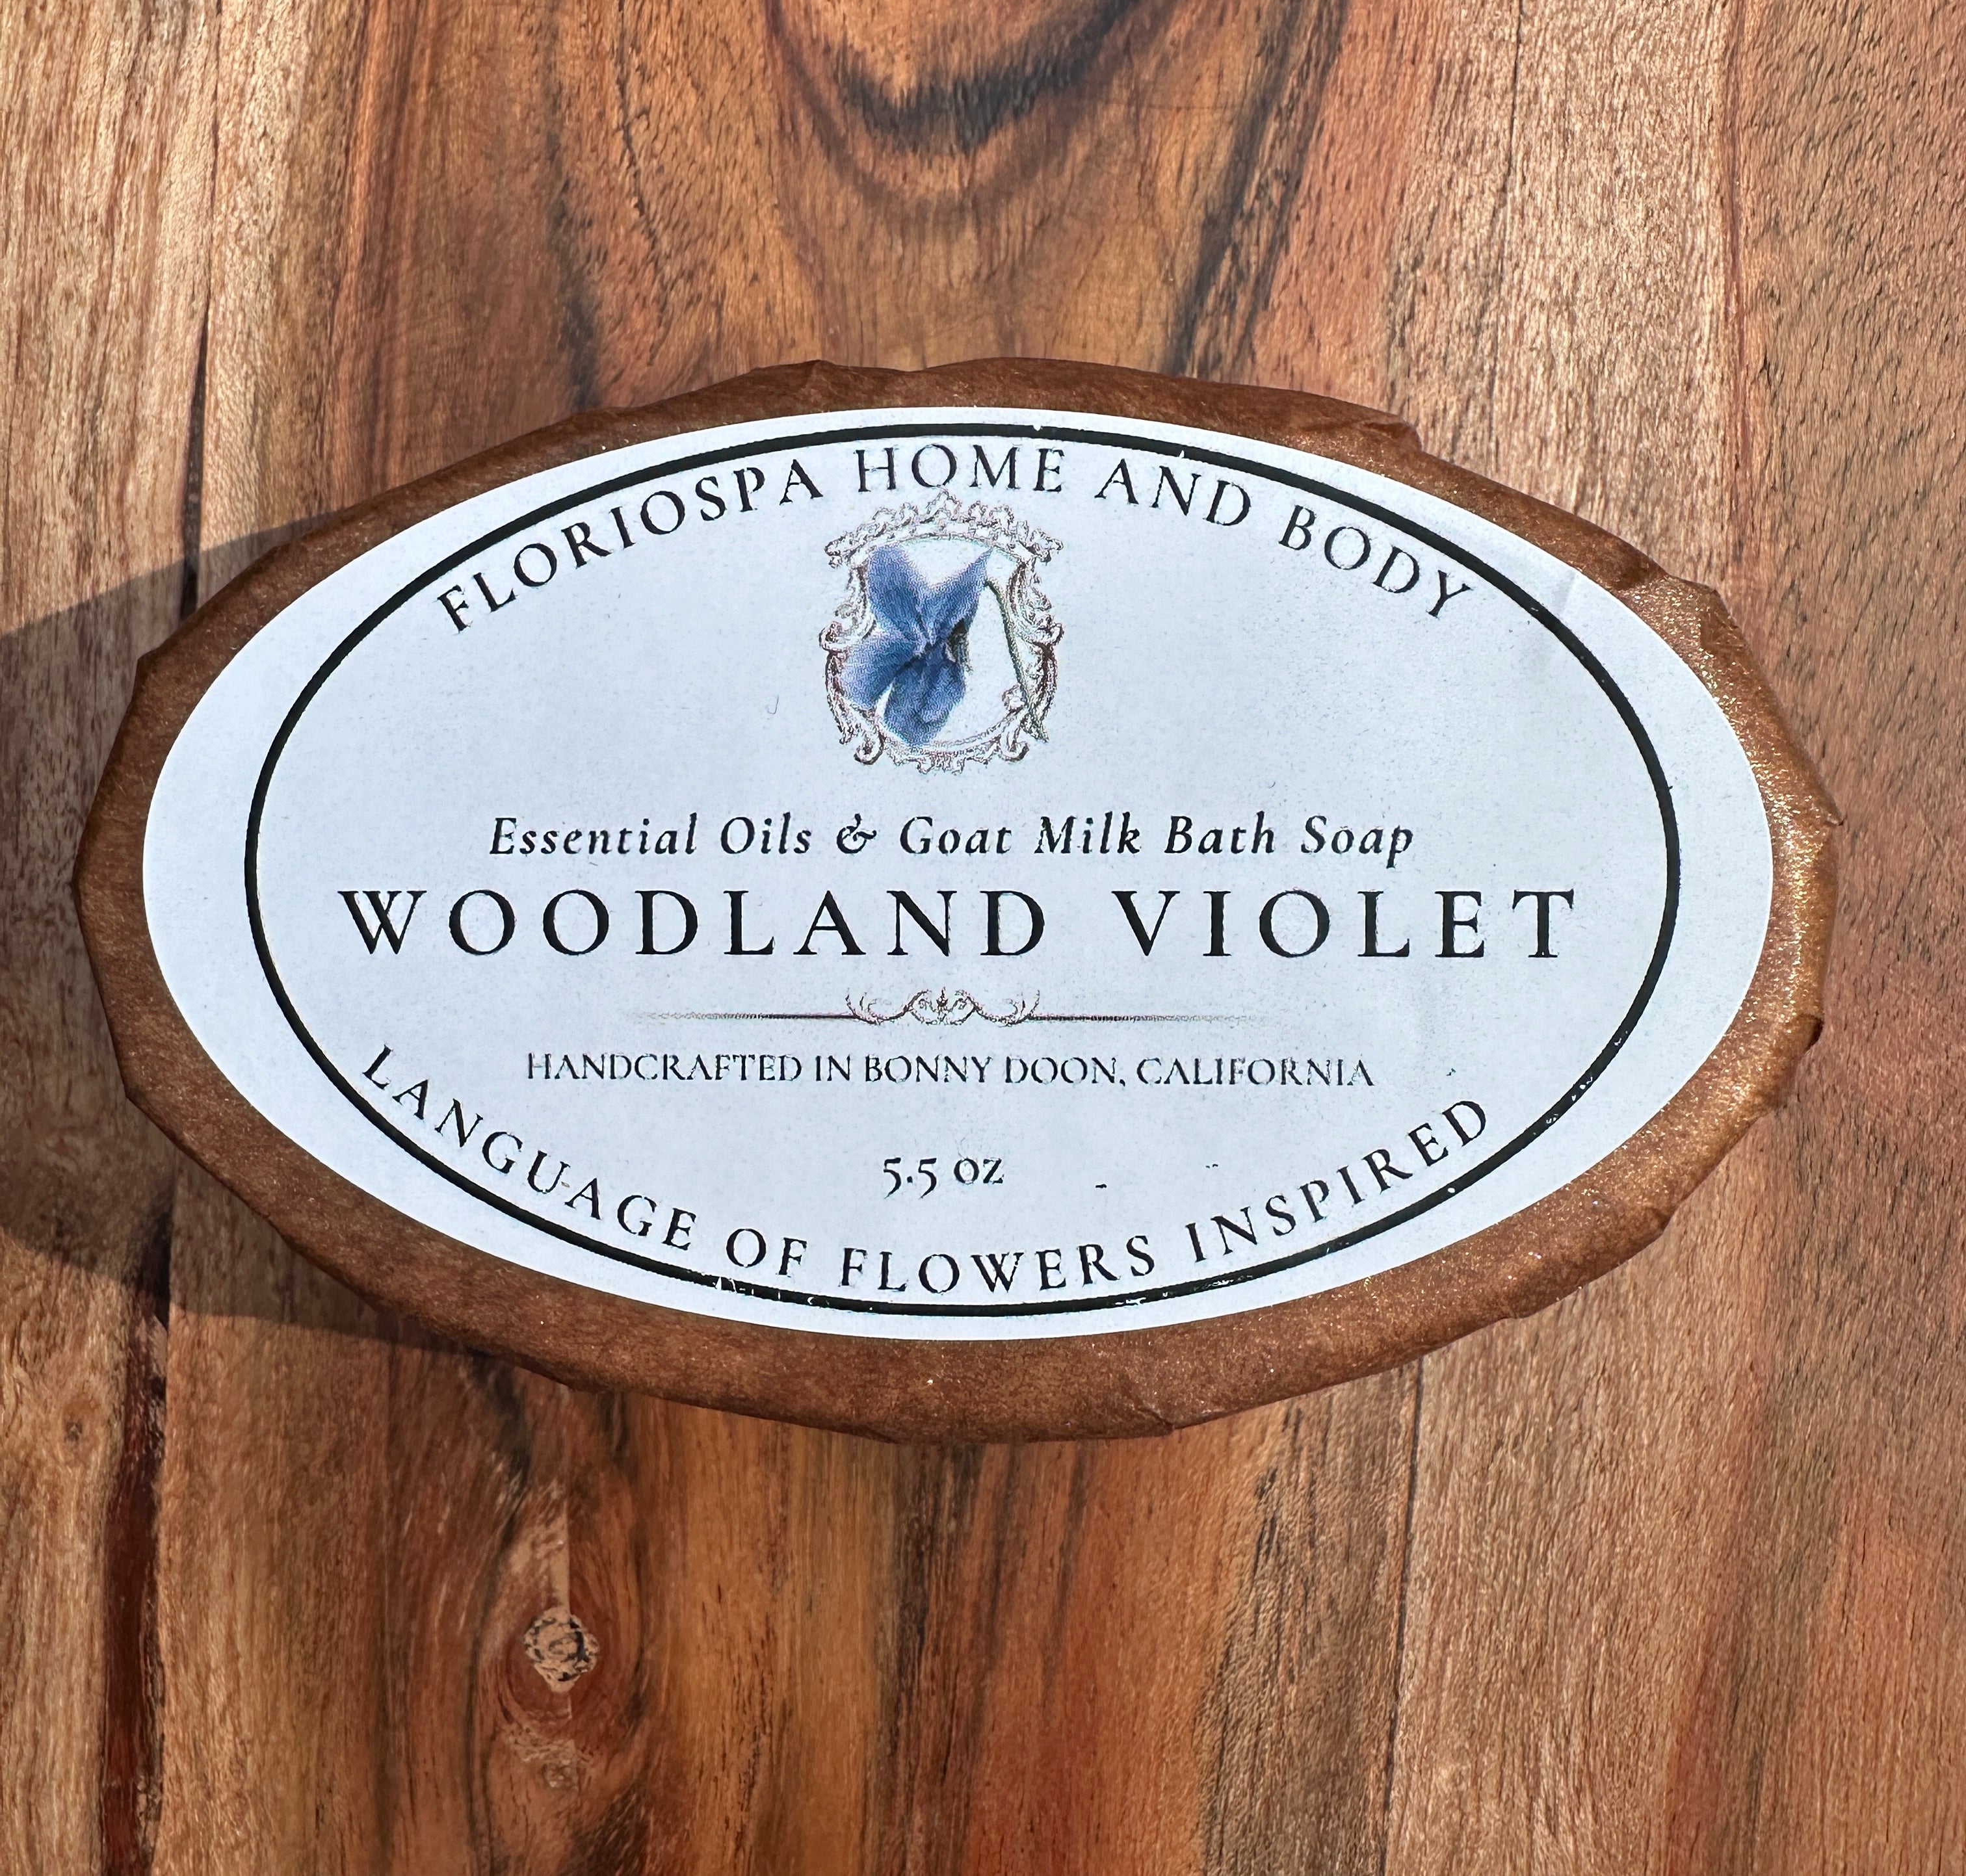 FLORIOSPA HOME AND BODY
Essential Oils & Goat Milk Bath Soap
WOODLAND VIOLET
HANDCRAFTED IN BONNY DOON, CALIFORNIA
5.5 oz
LANGUAGE OF FLOWERS INSPIRED